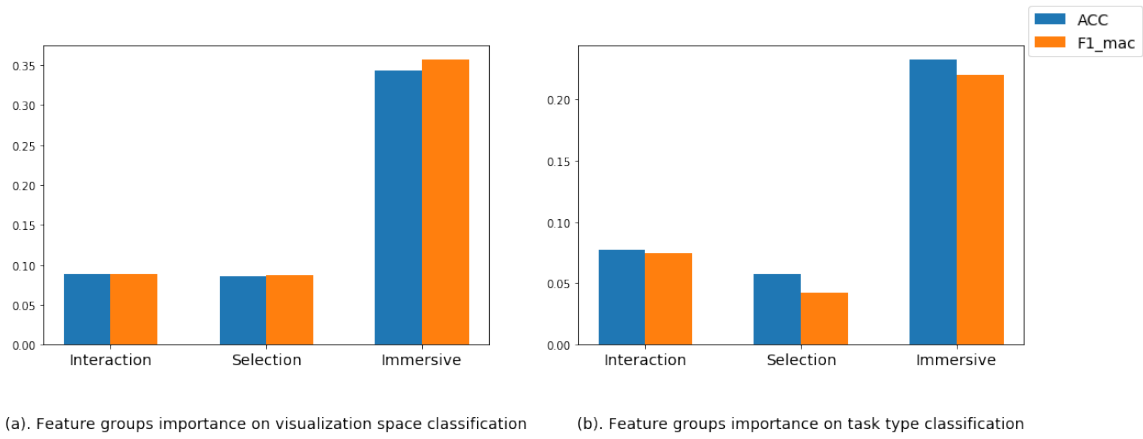 ACC
F1_mac
0.35
0.30
0.25
0.20
0.15
0.10
0.05
0.00
Interaction Selection Immersive
0.20
0.15
0.10
0.05
0.00
Interaction Selection Immersive
(a). Feature groups importance on visualization space classification
(b). Feature groups importance on task type classification